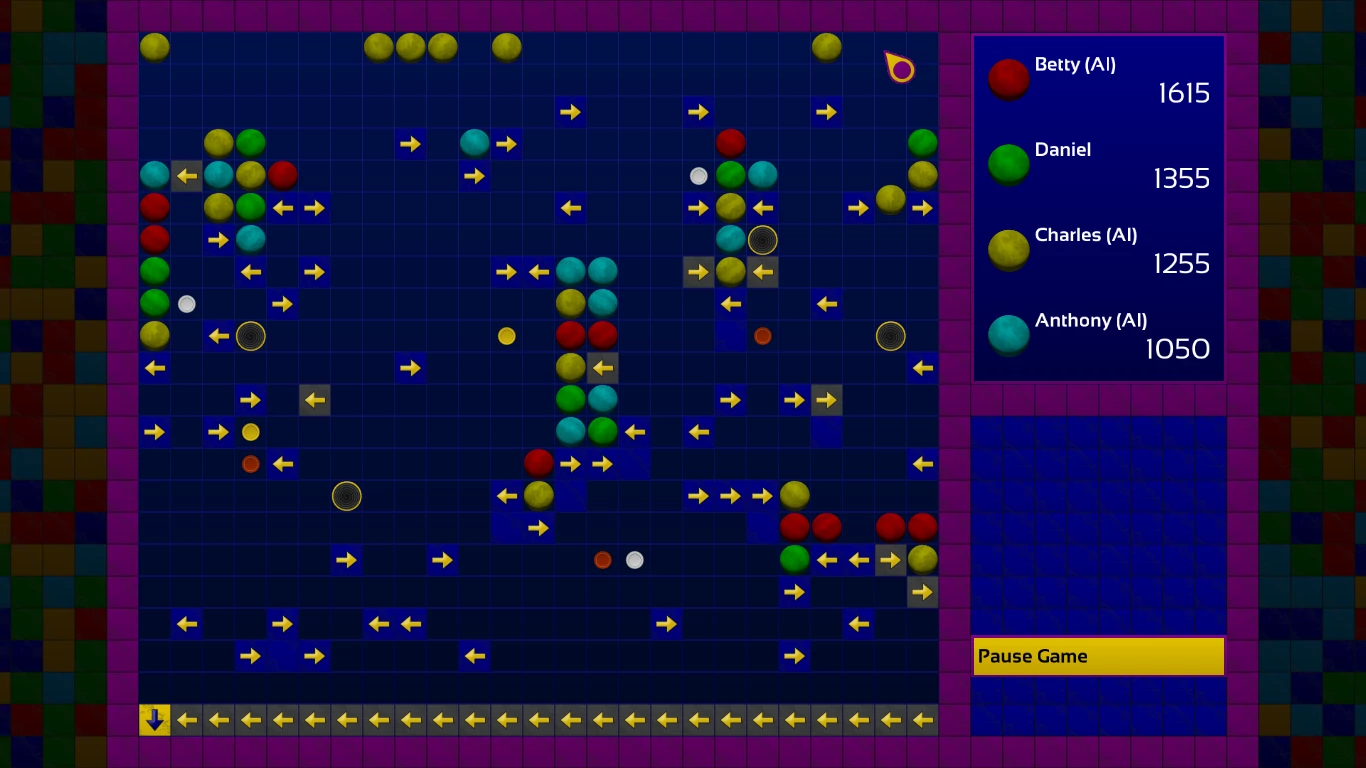 Betty (AI)
1615
Daniel
1355
Charles (AI)
1255
Anthony (AI)
1050
Pause Game